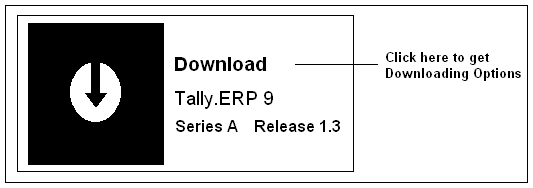 Download
Tally.ERP 9
Series A Release 1.3
Click here to get
Downloading Options